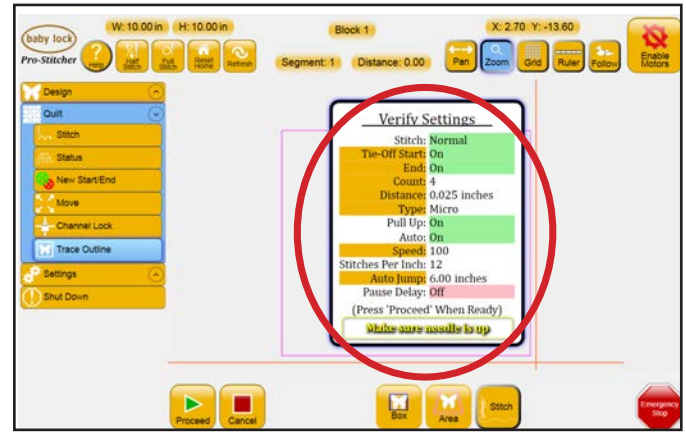 baby lock
Pro-Stitcher
W: 10.00 in H: 10.00 in
Block 1
X: 2.70 Y: -13.60
Help
Half Stitch
Full Stitch
Reset Home
Refresh
Segment: 1 Distance: 0.00
Pan
Zoom
Grid
Ruler
Follow
Enable Motors
Design
Quilt
Stitch
Status
New Start/End
Move
Channel Lock
Trace Outline
Settings
Shut Down
Verify Settings
Stitch: Normal
Tie-Off Start: On
End: On
Count: 4
Distance: 0.025 inches
Type: Micro
Pull Up: On
Auto: On
Speed: 100
Stitches Per Inch: 12
Auto Jump: 6.00 inches
Pause Delay: Off
(Press 'Proceed' When Ready)
Make sure needle is up
Proceed
Cancel
Box
Area
Stitch
Emergency Stop